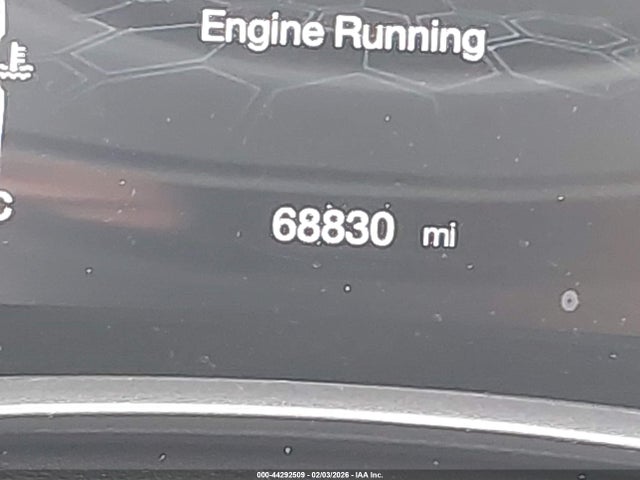 Engine Running
C
68830 mi
000-44292509 - 02/03/2026 - IAA Inc.